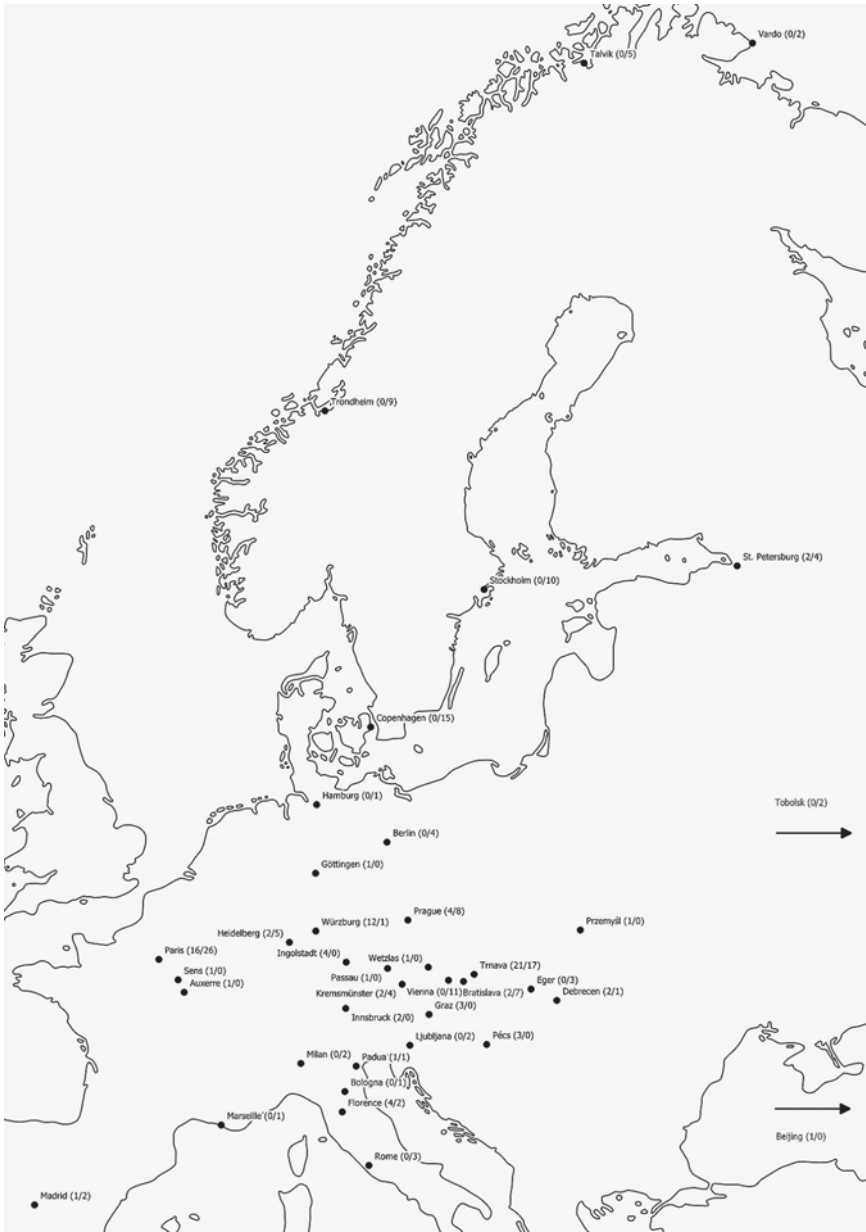 Vardo (0/2)
Talvik (0/5)
Trondheim (0/9)
St. Petersburg (2/4)
Stockholm (0/10)
Copenhagen (0/15)
Hamburg (0/1)
Tobolsk (0/2)
Berlin (0/4)
Göttingen (1/0)
Prague (4/8)
Würzburg (12/1)
Przemyśl (1/0)
Heidelberg (2/5)
Ingolstadt (4/0)
Paris (16/26)
Wetzlas (1/0)
Trnava (21/17)
Sens (1/0)
Passau (1/0)
Eger (0/3)
Auxerre (1/0)
Kremsmünster (2/4)
Vienna (0/11)
Bratislava (2/7)
Debrecen (2/1)
Graz (3/0)
Innsbruck (2/0)
Ljubljana (0/2)
Pécs (3/0)
Milan (0/2)
Padua (1/1)
Bologna (0/1)
Florence (4/2)
Marseille (0/1)
Beijing (1/0)
Rome (0/3)
Madrid (1/2)